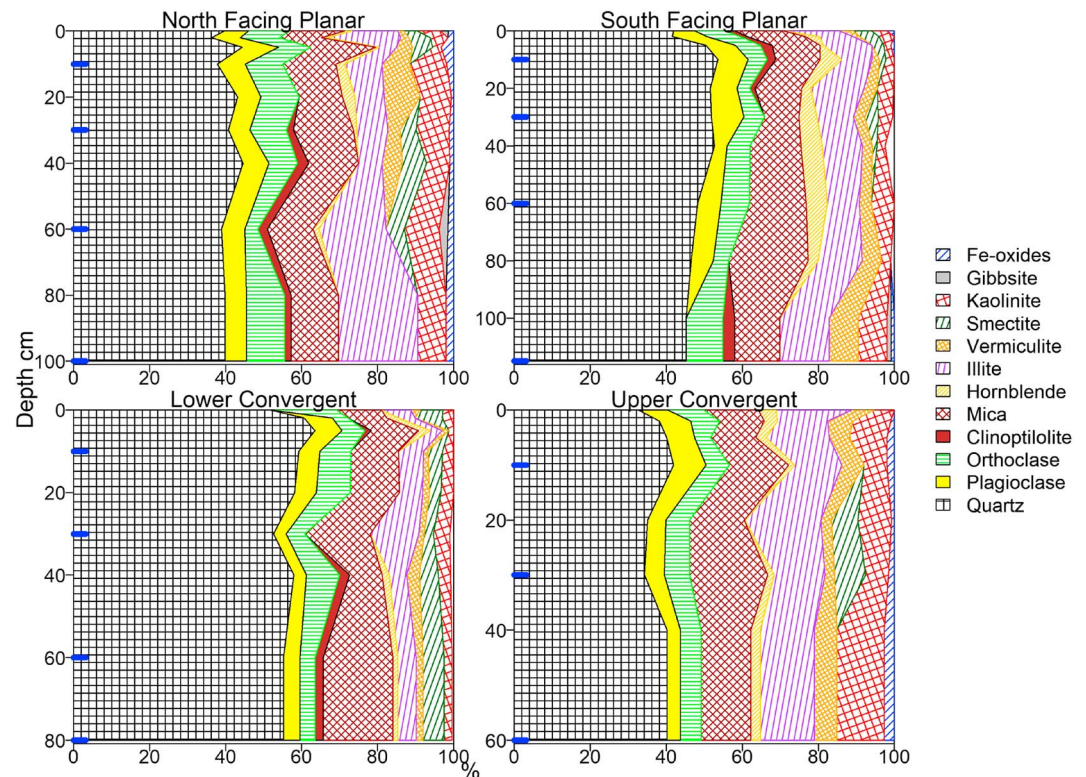 North Facing Planar
South Facing Planar
0
20
40
60
80
100
0
20
40
60
80
100
0 20 40 60 80 100
0 20 40 60 80 100
Depth cm
Lower Convergent
Upper Convergent
0
20
40
60
80
0
20
40
60
0 20 40 60 80 100
0 20 40 60 80 100
%
Fe-oxides
Gibbsite
Kaolinite
Smectite
Vermiculite
Illite
Hornblende
Mica
Clinoptilolite
Orthoclase
Plagioclase
Quartz